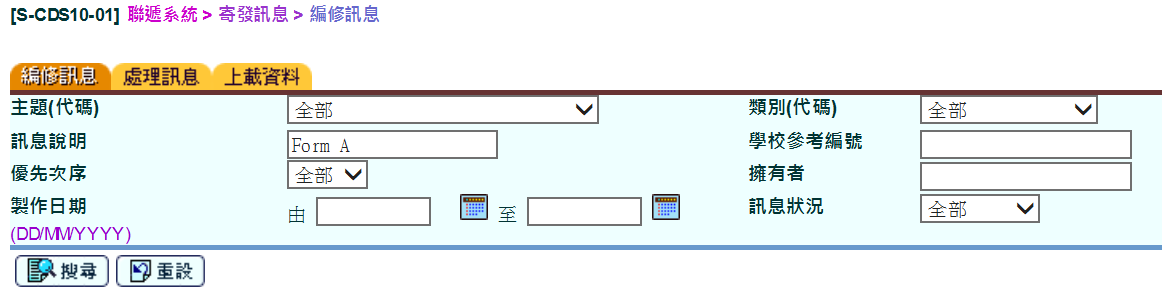 [S-CDS10-01] 聯遞系統 > 寄發訊息 > 編修訊息
編修訊息 處理訊息 上載資料
主題(代碼) 全部 類別(代碼) 全部
訊息說明 Form A 學校參考編號
優先次序 全部 擁有者
製作日期 由 至 訊息狀況 全部
(DD/MM/YYYY)
搜尋 重設